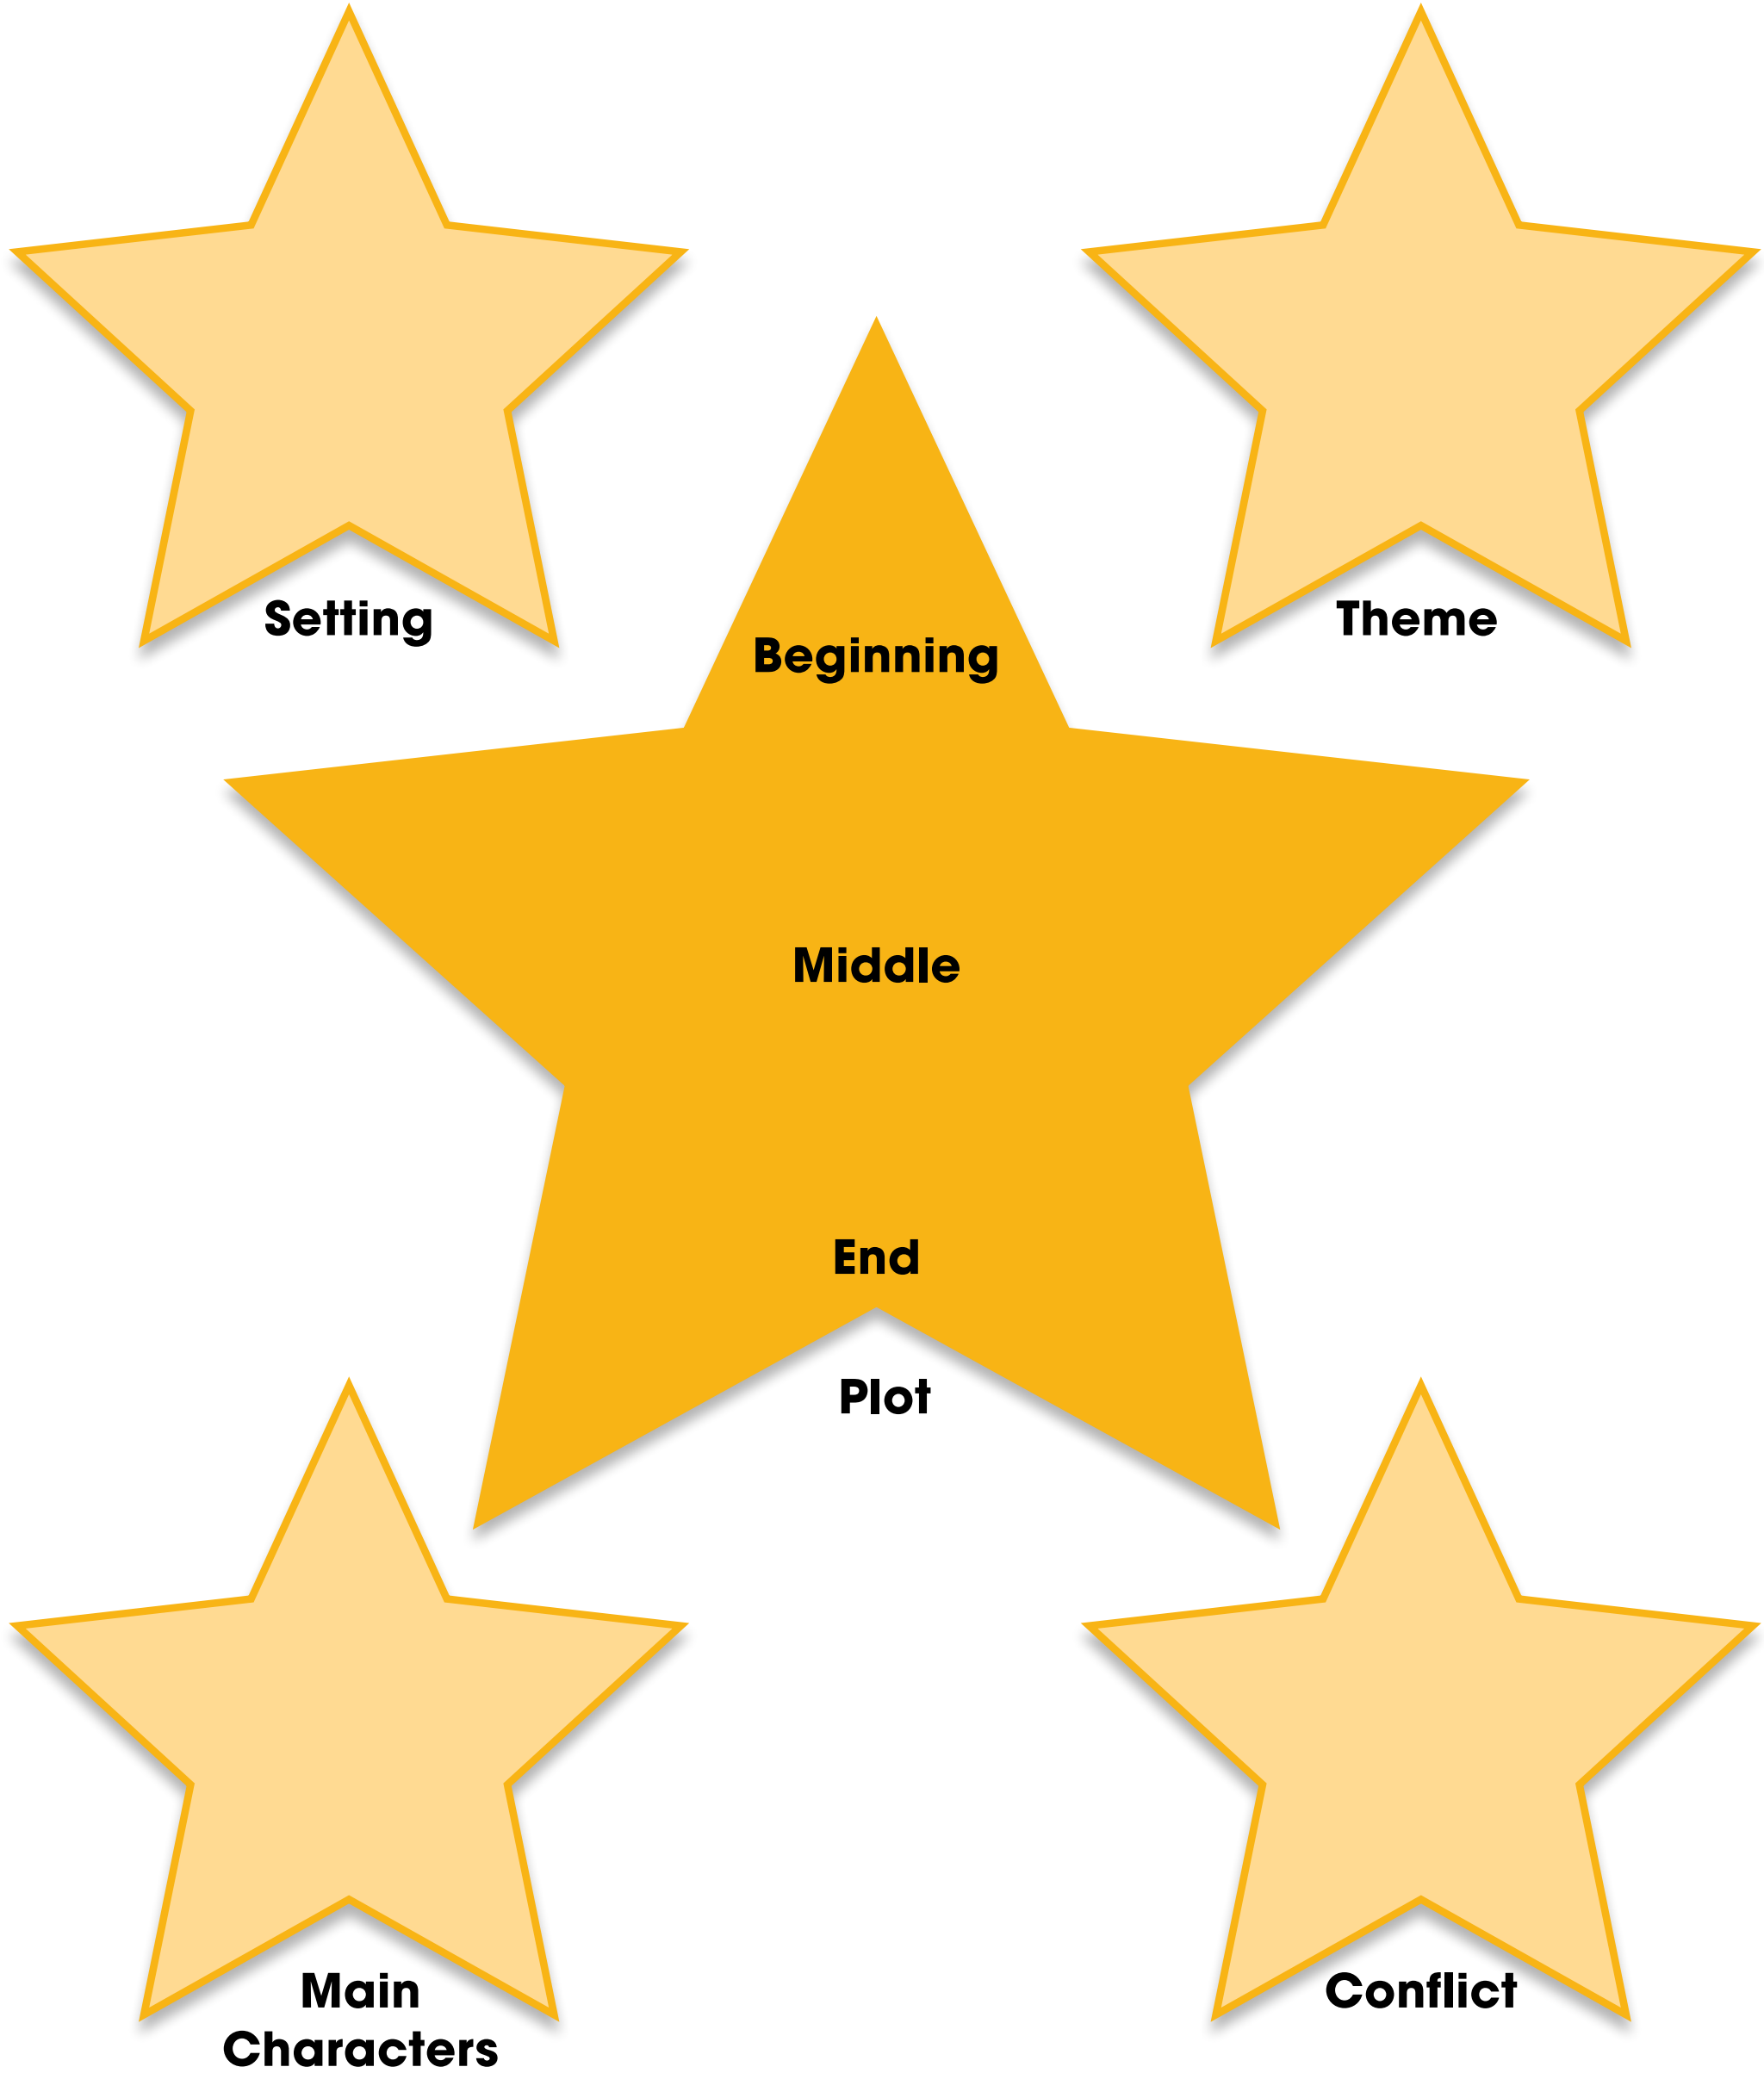 Setting
Theme
Beginning
Middle
End
Plot
Main
Characters
Conflict